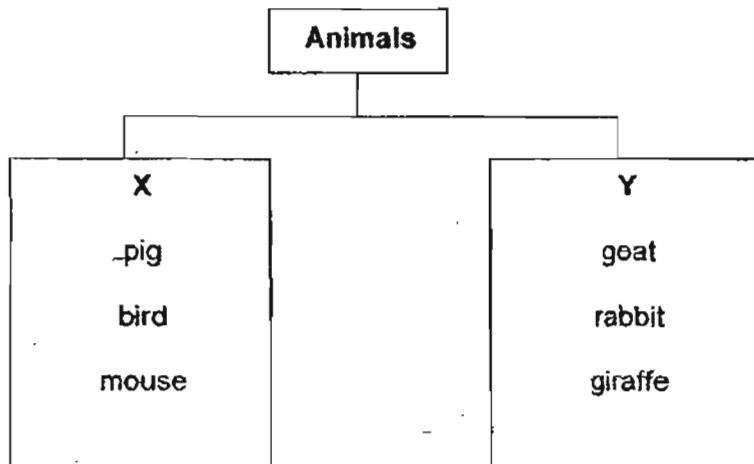 Animals
X
pig
bird
mouse
Y
goat
rabbit
giraffe